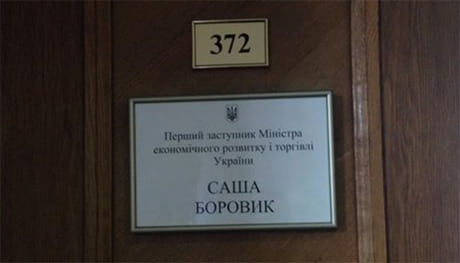 372
Перший заступник Міністра
економічного розвитку і торгівлі
України
САША
БОРОВИК